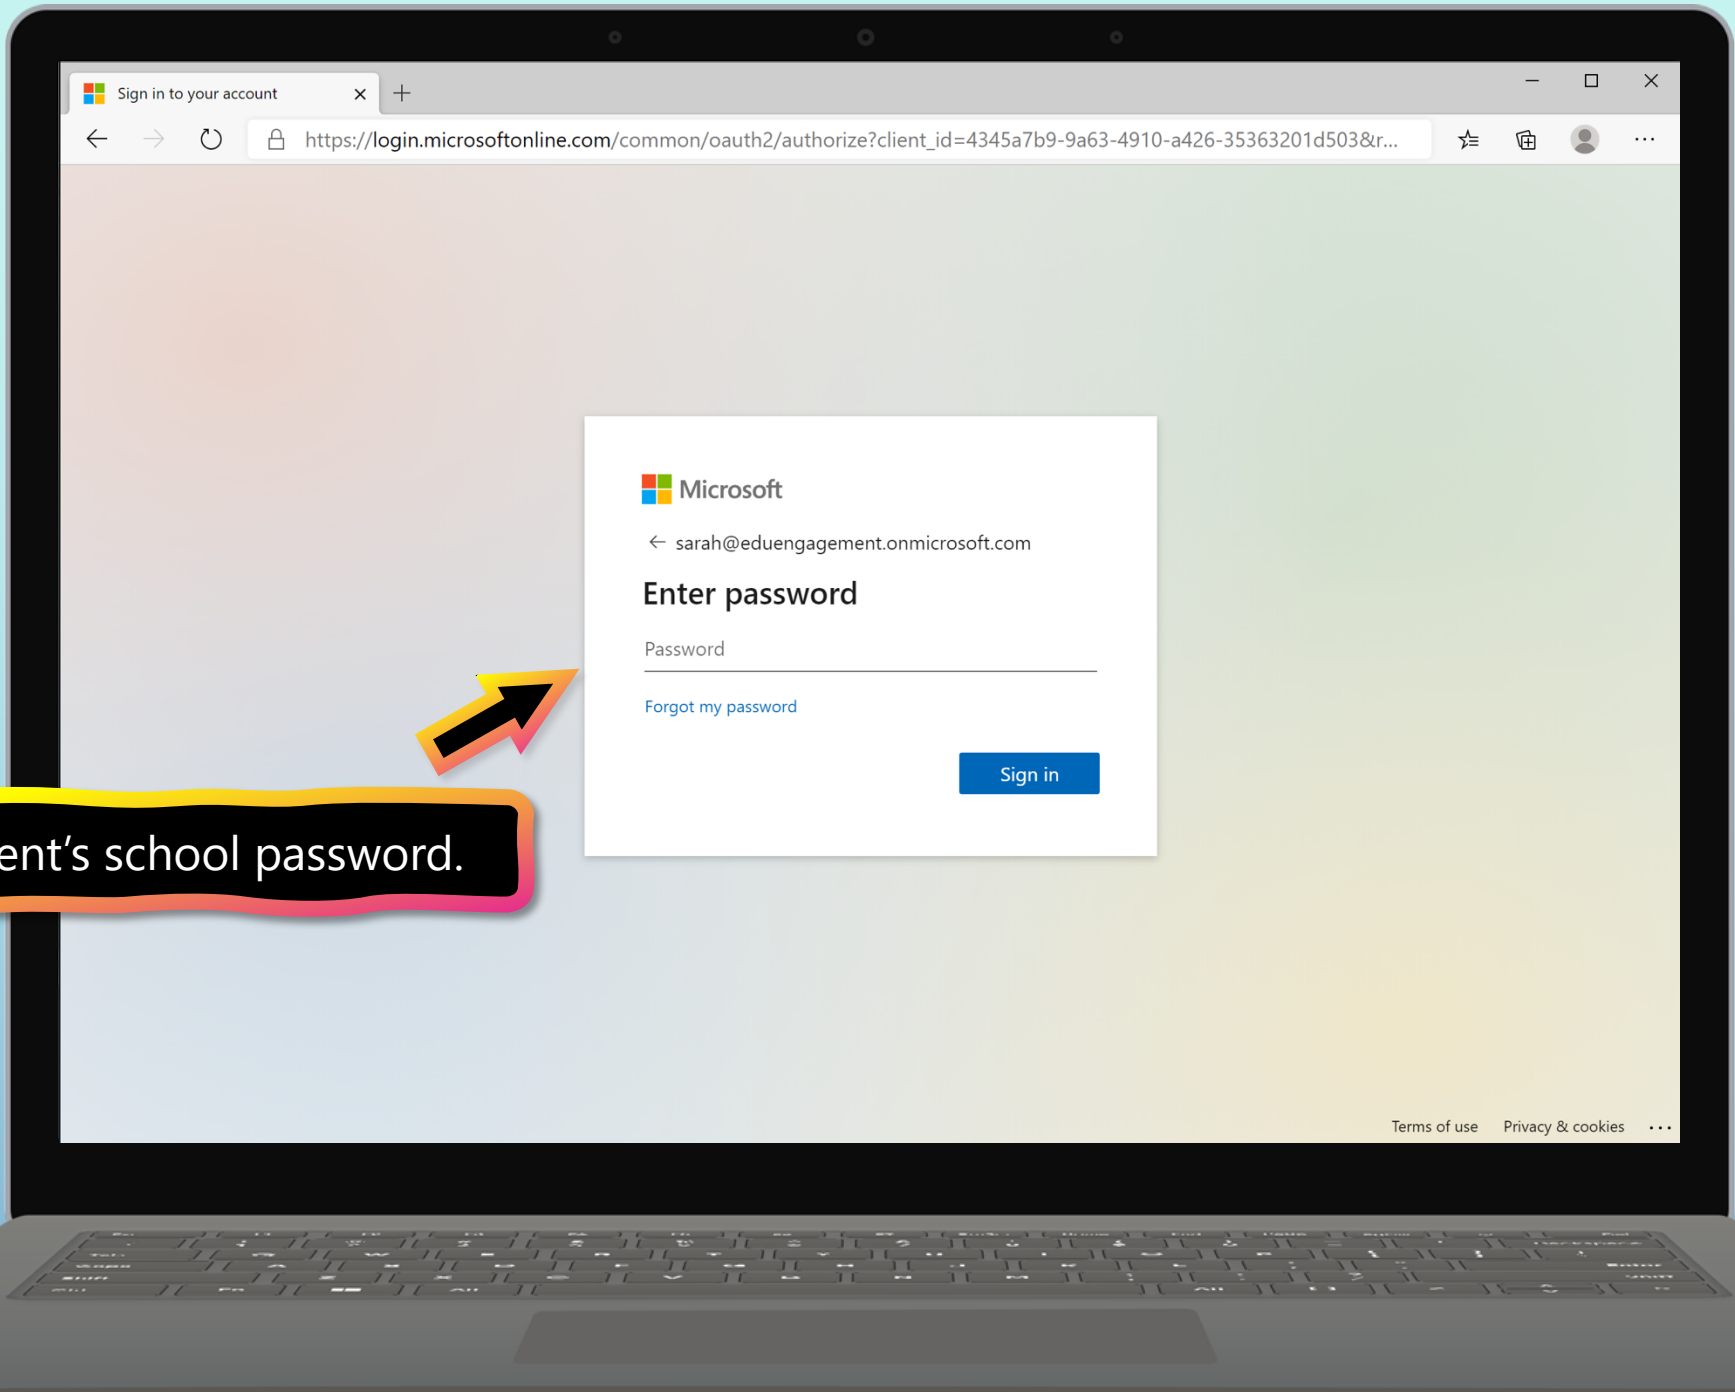 Sign in to your account
https://login.microsoftonline.com/common/oauth2/authorize?client_id=4345a7b9-9a63-4910-a426-35363201d503&r...
Microsoft
sarah@eduengagement.onmicrosoft.com
Enter password
Password
Forgot my password
Sign in
ent's school password.
Terms of use Privacy & cookies ...